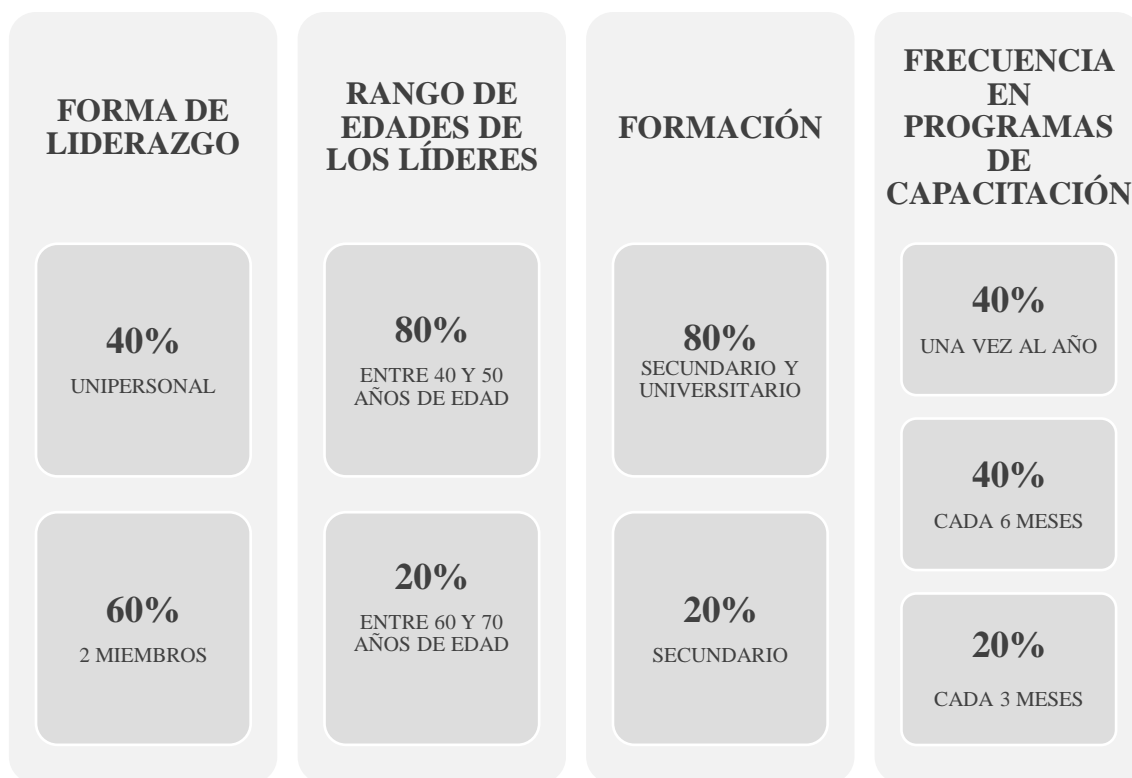 FORMA DE
LIDERAZGO
40%
UNIPERSONAL
60%
2 MIEMBROS
RANGO DE
EDADES DE
LOS LÍDERES
80%
ENTRE 40 Y 50
AÑOS DE EDAD
20%
ENTRE 60 Y 70
AÑOS DE EDAD
FORMACIÓN
80%
SECUNDARIO Y
UNIVERSITARIO
20%
SECUNDARIO
FRECUENCIA
EN
PROGRAMAS
DE
CAPACITACIÓN
40%
UNA VEZ AL AÑO
40%
CADA 6 MESES
20%
CADA 3 MESES